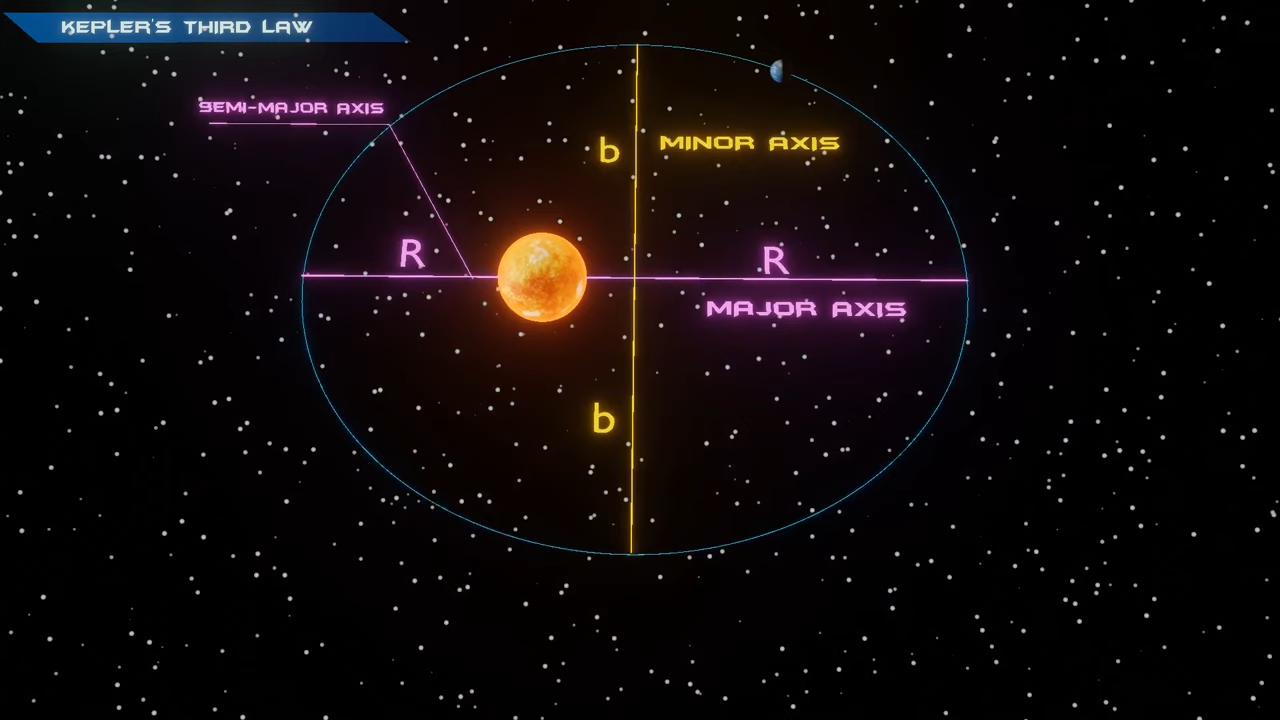 KEPLER'S THIRD LAW
SEMI-MAJOR AXIS
b
MINOR AXIS
R
R
MAJOR AXIS
b